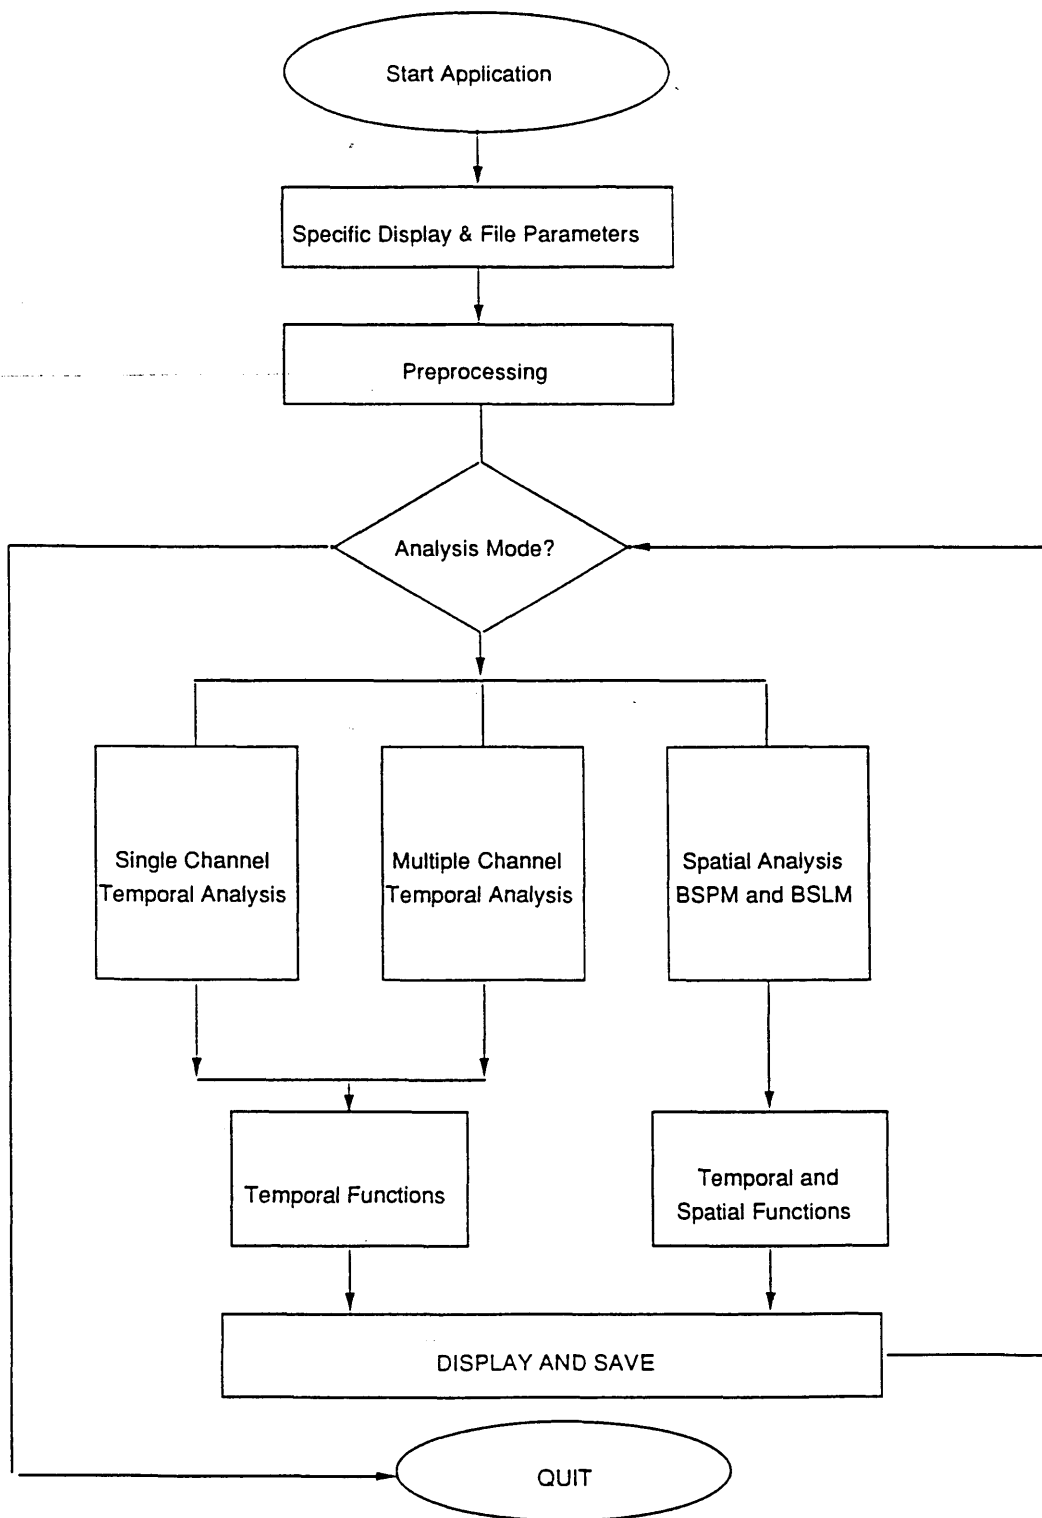 Start Application
Specific Display & File Parameters
Preprocessing
Analysis Mode?
Single Channel
Temporal Analysis
Multiple Channel
Temporal Analysis
Spatial Analysis
BSPM and BSLM
Temporal Functions
Temporal and
Spatial Functions
DISPLAY AND SAVE
QUIT